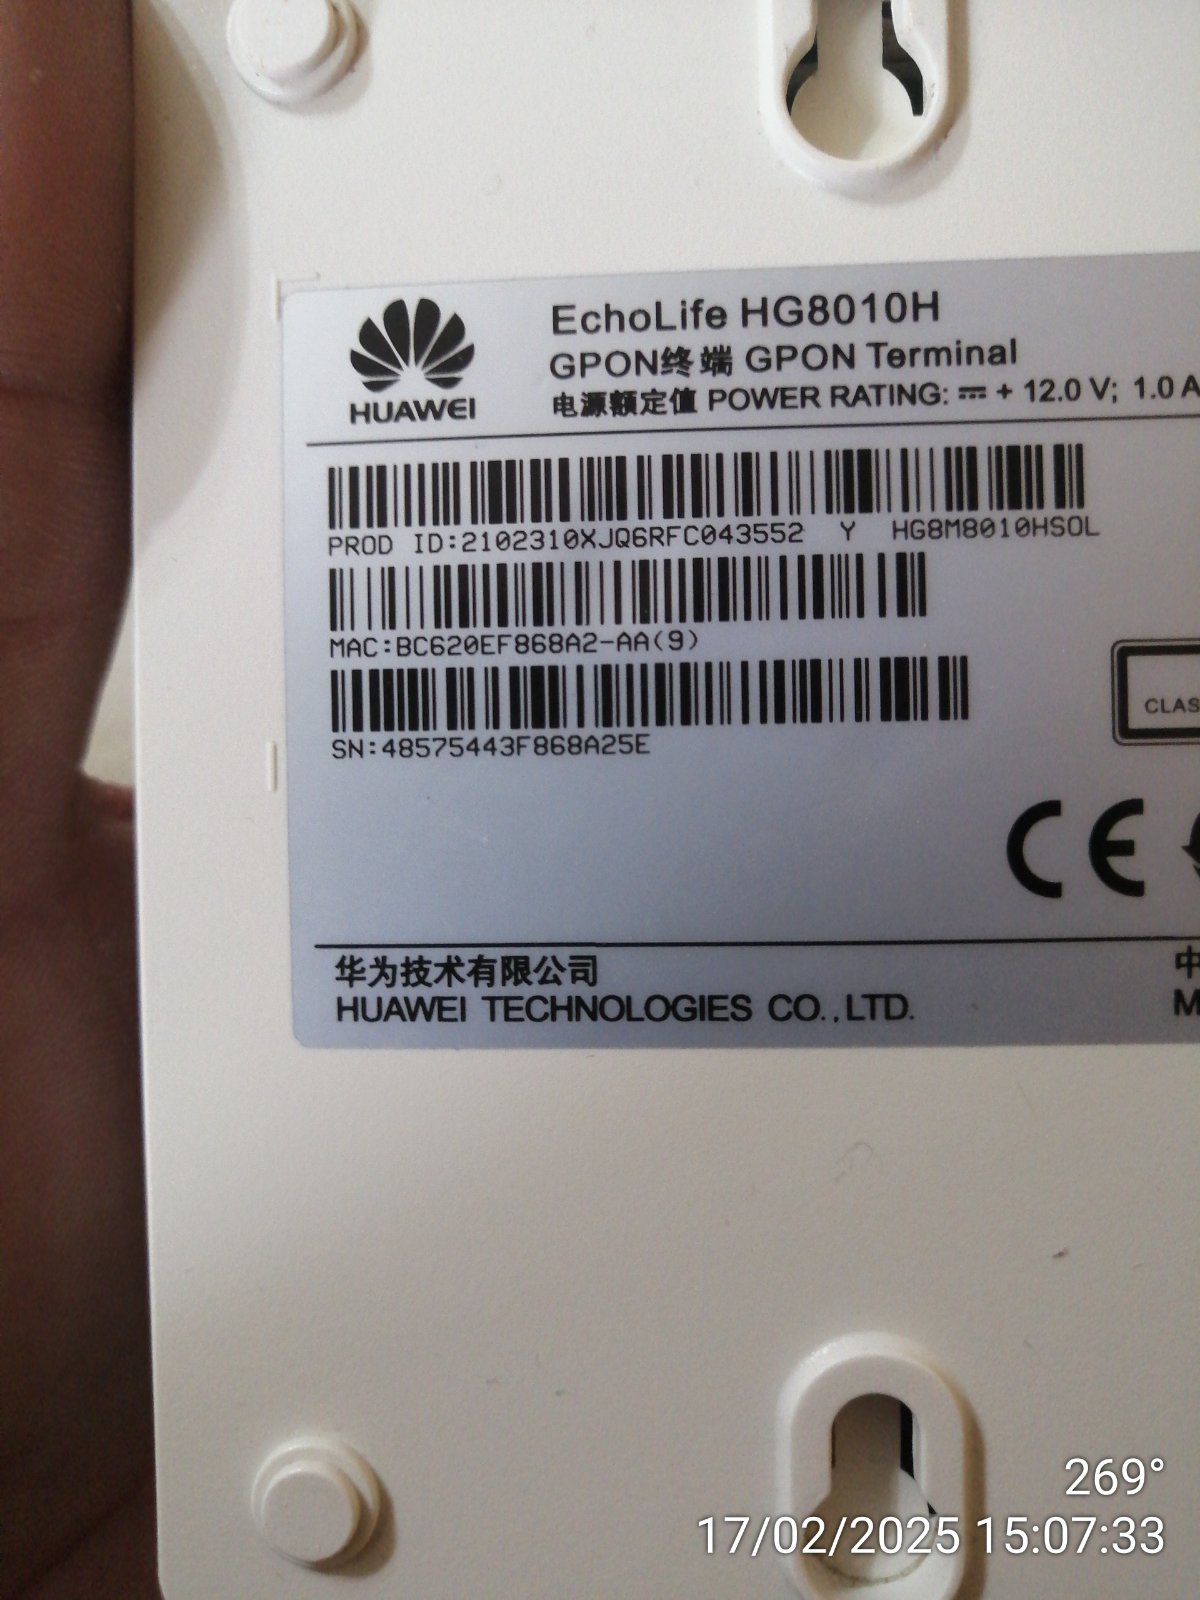 HUAWEI
EchoLife HG8010H
GPON终端 GPON Terminal
电源额定值 POWER RATING: ⎓ + 12.0 V; 1.0 A
PROD ID:2102310XJQ6RFC043552 Y HG8M8010HSOL
MAC:BC620EF868A2-AA(9)
SN:48575443F868A25E
CLAS
CE
华为技术有限公司
HUAWEI TECHNOLOGIES CO.,LTD.
中
M
269°
17/02/2025 15:07:33